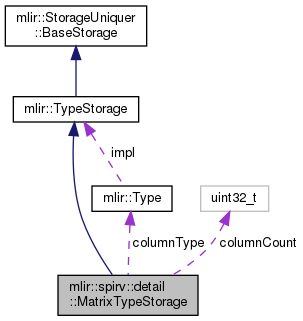 mlir::StorageUniquer
::BaseStorage
mlir::TypeStorage
impl
mlir::Type
uint32_t
columnType
columnCount
mlir::spirv::detail
::MatrixTypeStorage